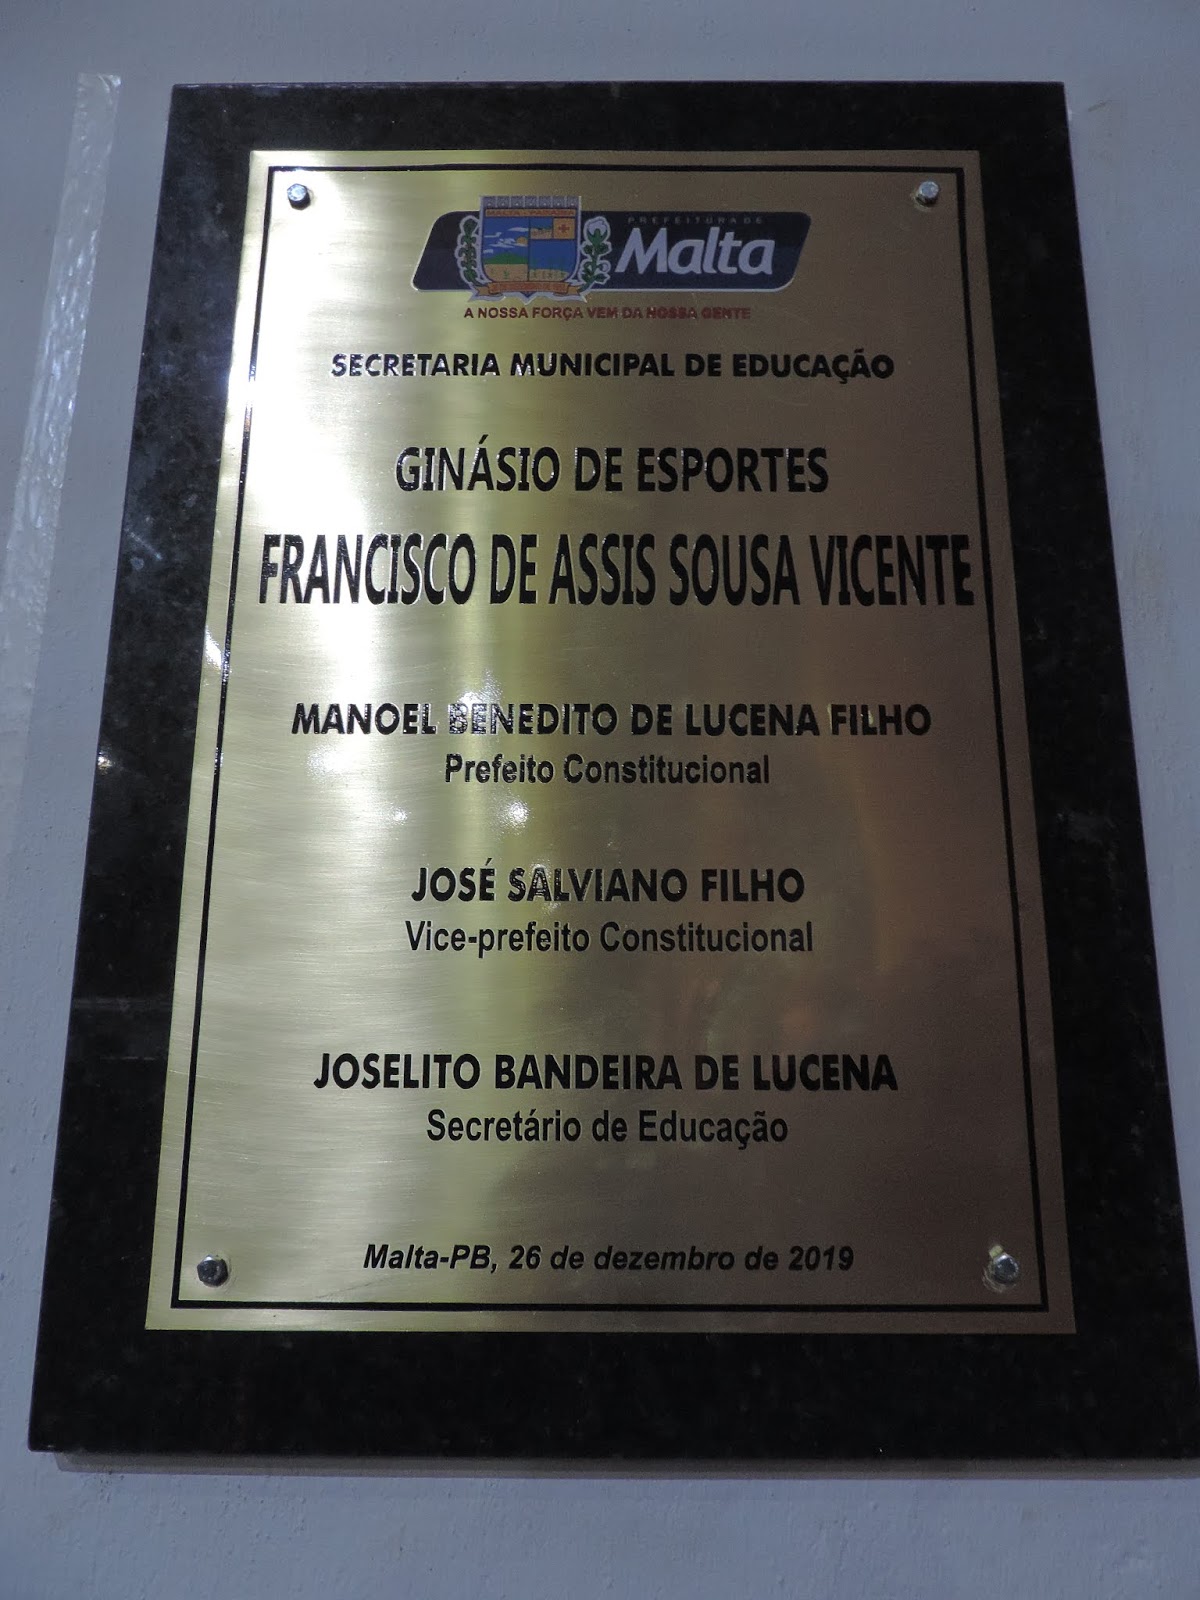 MALTA - PARAÍBA
PREFEITURA DE
Malta
A NOSSA FORÇA VEM DA NOSSA GENTE
SECRETARIA MUNICIPAL DE EDUCAÇÃO
GINÁSIO DE ESPORTES
FRANCISCO DE ASSIS SOUSA VICENTE
MANOEL BENEDITO DE LUCENA FILHO
Prefeito Constitucional
JOSÉ SALVIANO FILHO
Vice-prefeito Constitucional
JOSELITO BANDEIRA DE LUCENA
Secretário de Educação
Malta-PB, 26 de dezembro de 2019